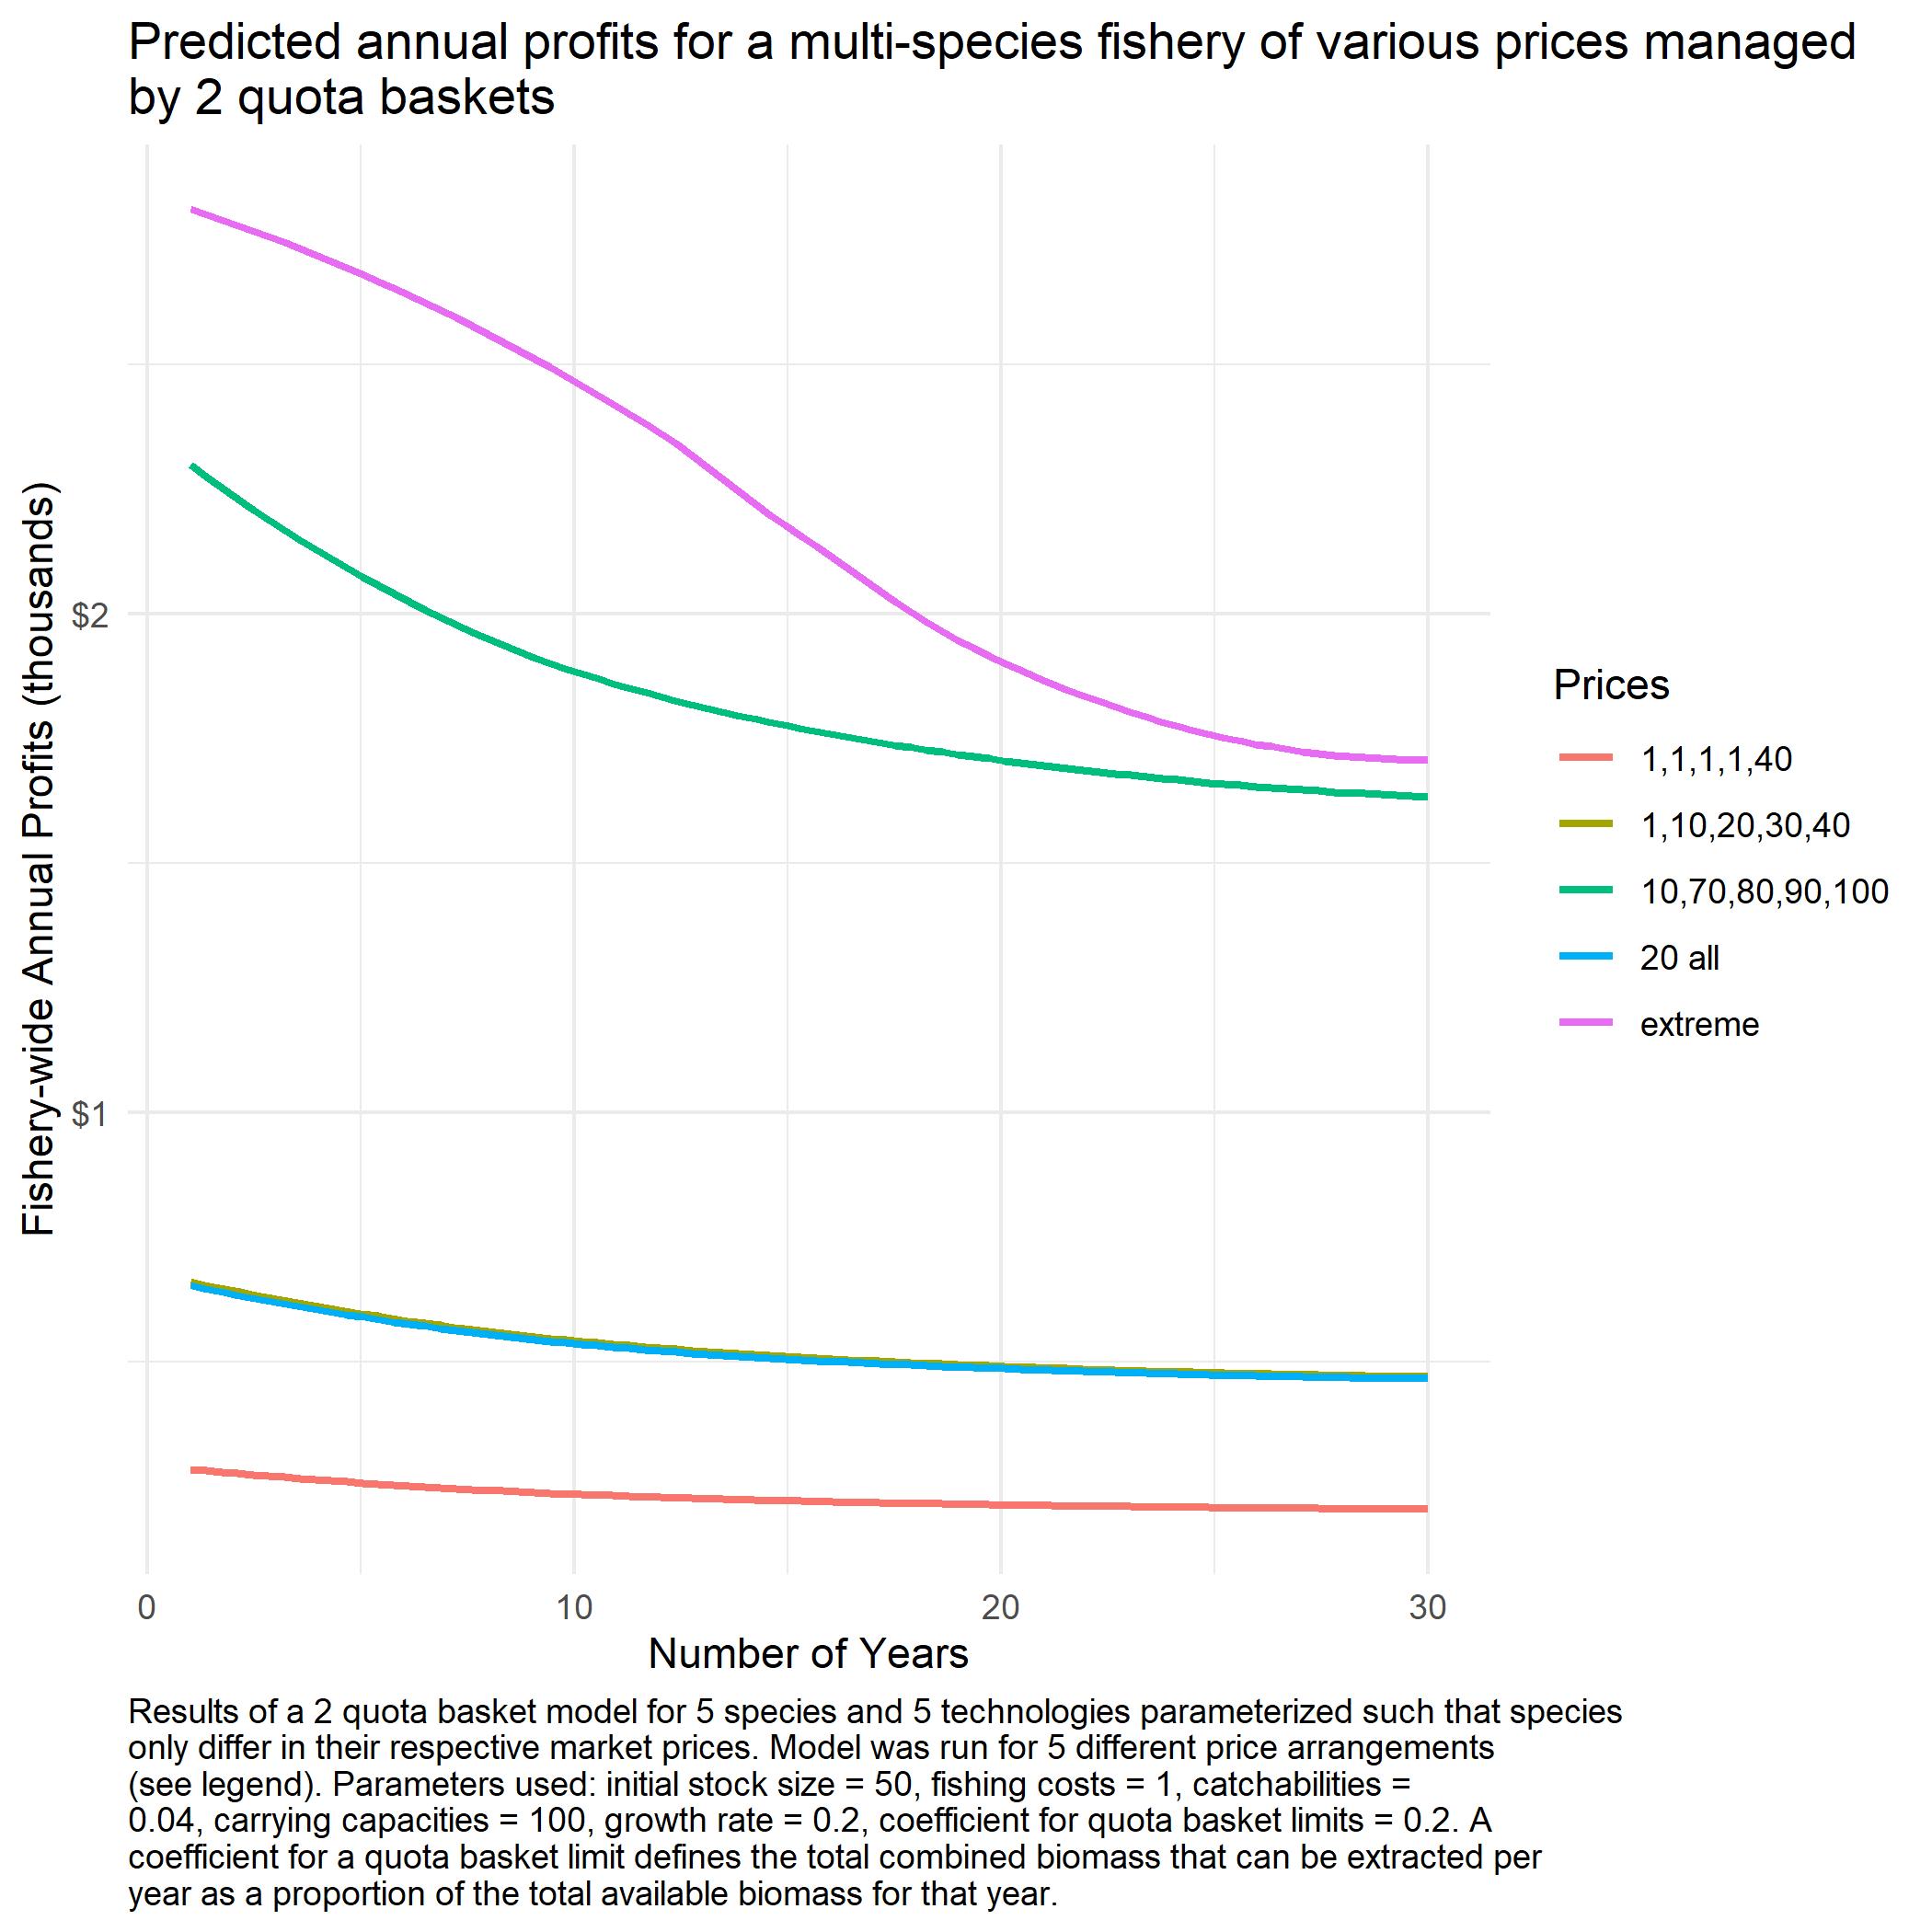 Predicted annual profits for a multi-species fishery of various prices managed
by 2 quota baskets
Fishery-wide Annual Profits (thousands)
$2
$1
0
10
20
30
Number of Years
Prices
1,1,1,1,40
1,10,20,30,40
10,70,80,90,100
20 all
extreme
Results of a 2 quota basket model for 5 species and 5 technologies parameterized such that species
only differ in their respective market prices. Model was run for 5 different price arrangements
(see legend). Parameters used: initial stock size = 50, fishing costs = 1, catchabilities =
0.04, carrying capacities = 100, growth rate = 0.2, coefficient for quota basket limits = 0.2. A
coefficient for a quota basket limit defines the total combined biomass that can be extracted per
year as a proportion of the total available biomass for that year.